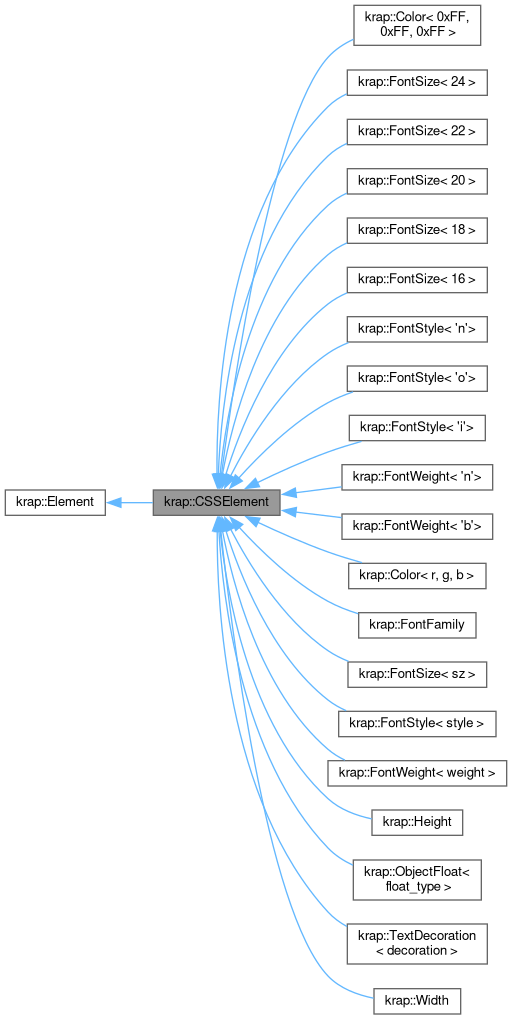 krap::Color< 0xFF,
0xFF, 0xFF >
krap::FontSize< 24 >
krap::FontSize< 22 >
krap::FontSize< 20 >
krap::FontSize< 18 >
krap::FontSize< 16 >
krap::FontStyle< 'n'>
krap::FontStyle< 'o'>
krap::FontStyle< 'i'>
krap::FontWeight< 'n'>
krap::Element
krap::CSSElement
krap::FontWeight< 'b'>
krap::Color< r, g, b >
krap::FontFamily
krap::FontSize< sz >
krap::FontStyle< style >
krap::FontWeight< weight >
krap::Height
krap::ObjectFloat<
float_type >
krap::TextDecoration
< decoration >
krap::Width